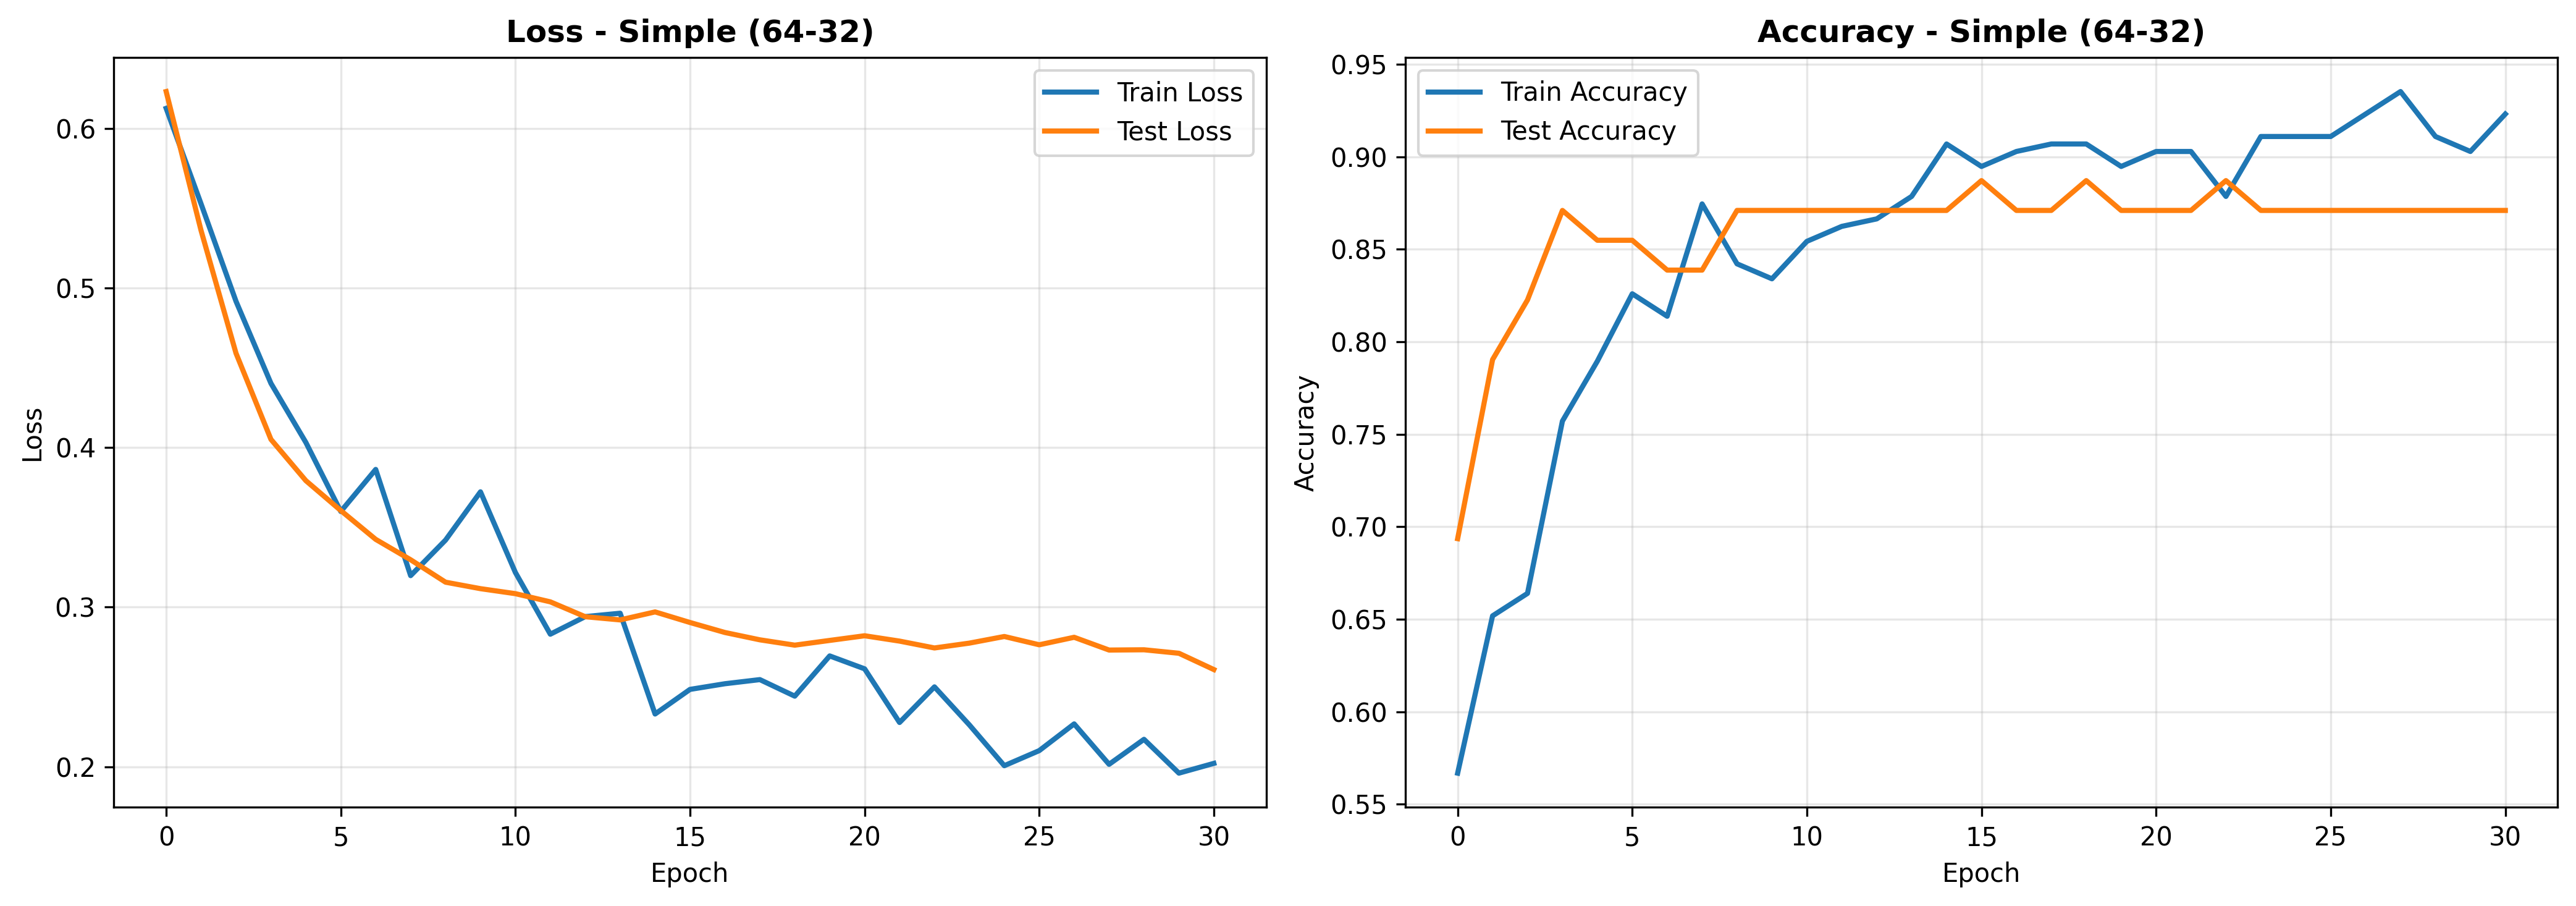 Loss - Simple (64-32)
Train Loss
Test Loss
0.6
0.5
0.4
0.3
0.2
Loss
0 5 10 15 20 25 30
Epoch
Accuracy - Simple (64-32)
Train Accuracy
Test Accuracy
0.95
0.90
0.85
0.80
0.75
0.70
0.65
0.60
0.55
Accuracy
0 5 10 15 20 25 30
Epoch